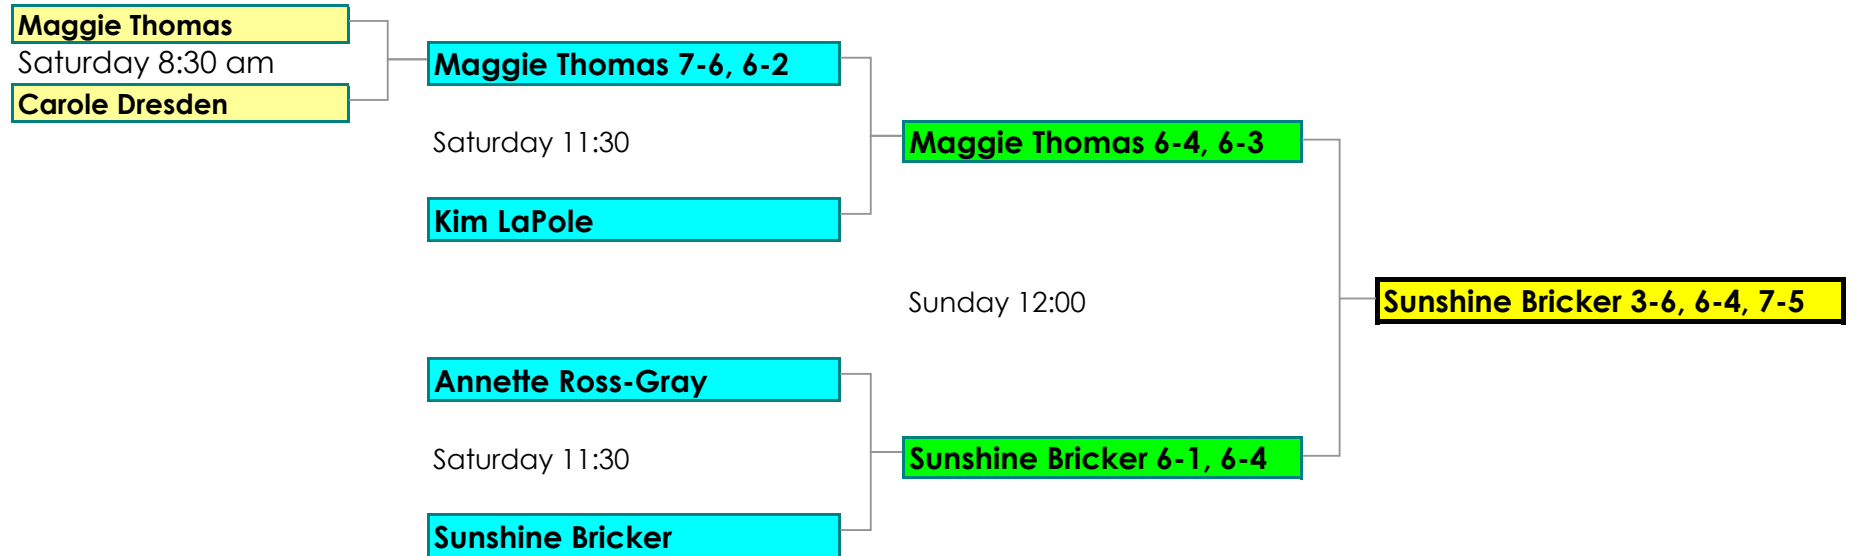 Maggie Thomas
Saturday 8:30 am
Carole Dresden
Maggie Thomas 7-6, 6-2
Saturday 11:30
Kim LaPole
Maggie Thomas 6-4, 6-3
Sunday 12:00
Sunshine Bricker 3-6, 6-4, 7-5
Annette Ross-Gray
Saturday 11:30
Sunshine Bricker
Sunshine Bricker 6-1, 6-4